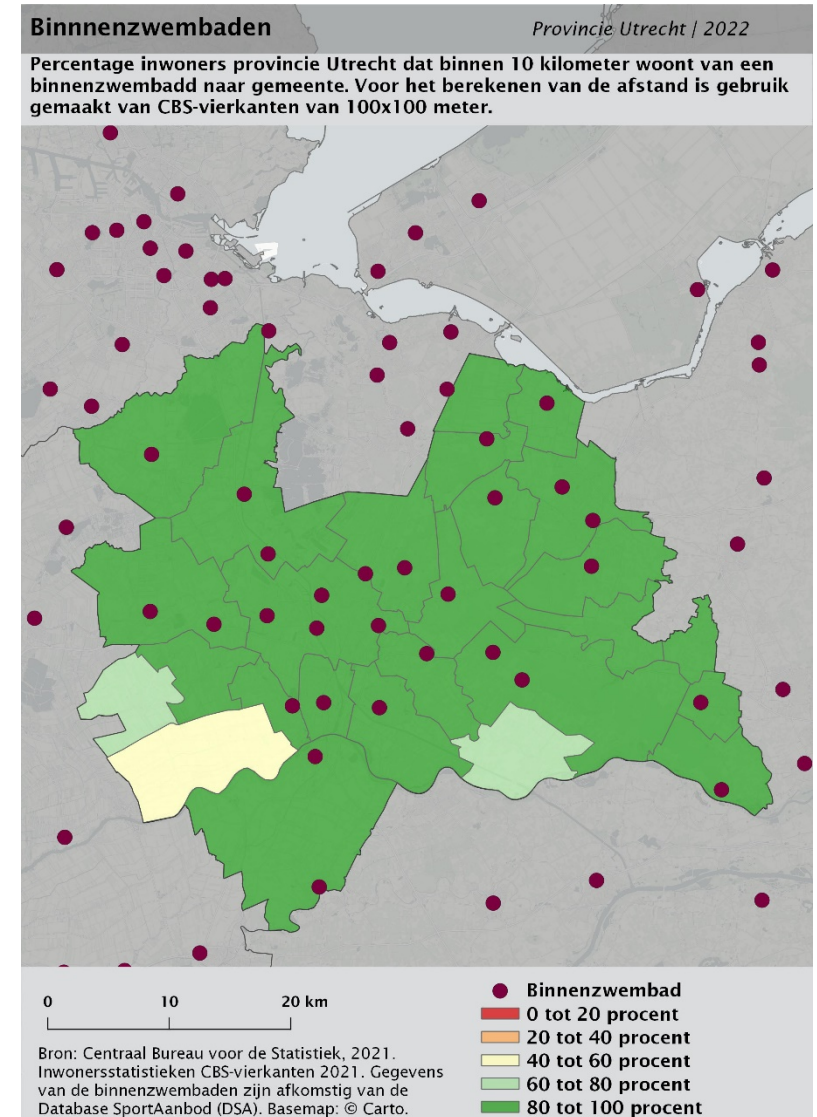 Binnnenzwembaden
Provincie Utrecht / 2022
Percentage inwoners provincie Utrecht dat binnen 10 kilometer woont van een
binnenzwembadd naar gemeente. Voor het berekenen van de afstand is gebruik
gemaakt van CBS-vierkanten van 100x100 meter.
0 10 20 km
Bron: Centraal Bureau voor de Statistiek, 2021.
Inwonersstatistieken CBS-vierkanten 2021. Gegevens
van de binnenzwembaden zijn afkomstig van de
Database SportAanbod (DSA). Basemap: © Carto.
Binnenzwembad
0 tot 20 procent
20 tot 40 procent
40 tot 60 procent
60 tot 80 procent
80 tot 100 procent